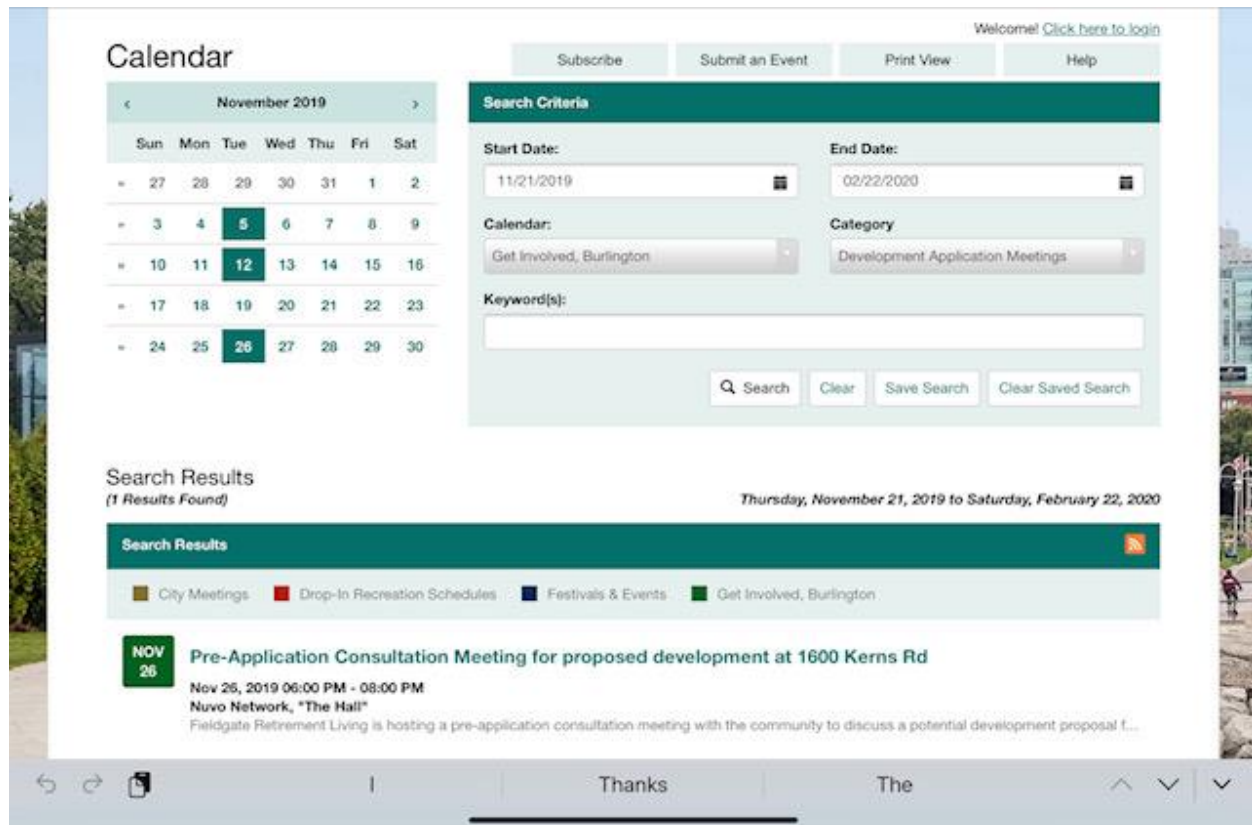 Welcome! Click here to login
Calendar
Subscribe
Submit an Event
Print View
Help
‹ November 2019 ›
Sun Mon Tue Wed Thu Fri Sat
» 27 28 29 30 31 1 2
» 3 4 5 6 7 8 9
» 10 11 12 13 14 15 16
» 17 18 19 20 21 22 23
» 24 25 26 27 28 29 30
Search Criteria
Start Date:
End Date:
11/21/2019
02/22/2020
Calendar:
Category
Get Involved, Burlington
Development Application Meetings
Keyword(s):
Search
Clear
Save Search
Clear Saved Search
Search Results
(1 Results Found)
Thursday, November 21, 2019 to Saturday, February 22, 2020
Search Results
City Meetings
Drop-In Recreation Schedules
Festivals & Events
Get Involved, Burlington
NOV
26
Pre-Application Consultation Meeting for proposed development at 1600 Kerns Rd
Nov 26, 2019 06:00 PM - 08:00 PM
Nuvo Network, "The Hall"
Fieldgate Retirement Living is hosting a pre-application consultation meeting with the community to discuss a potential development proposal f...
I
Thanks
The